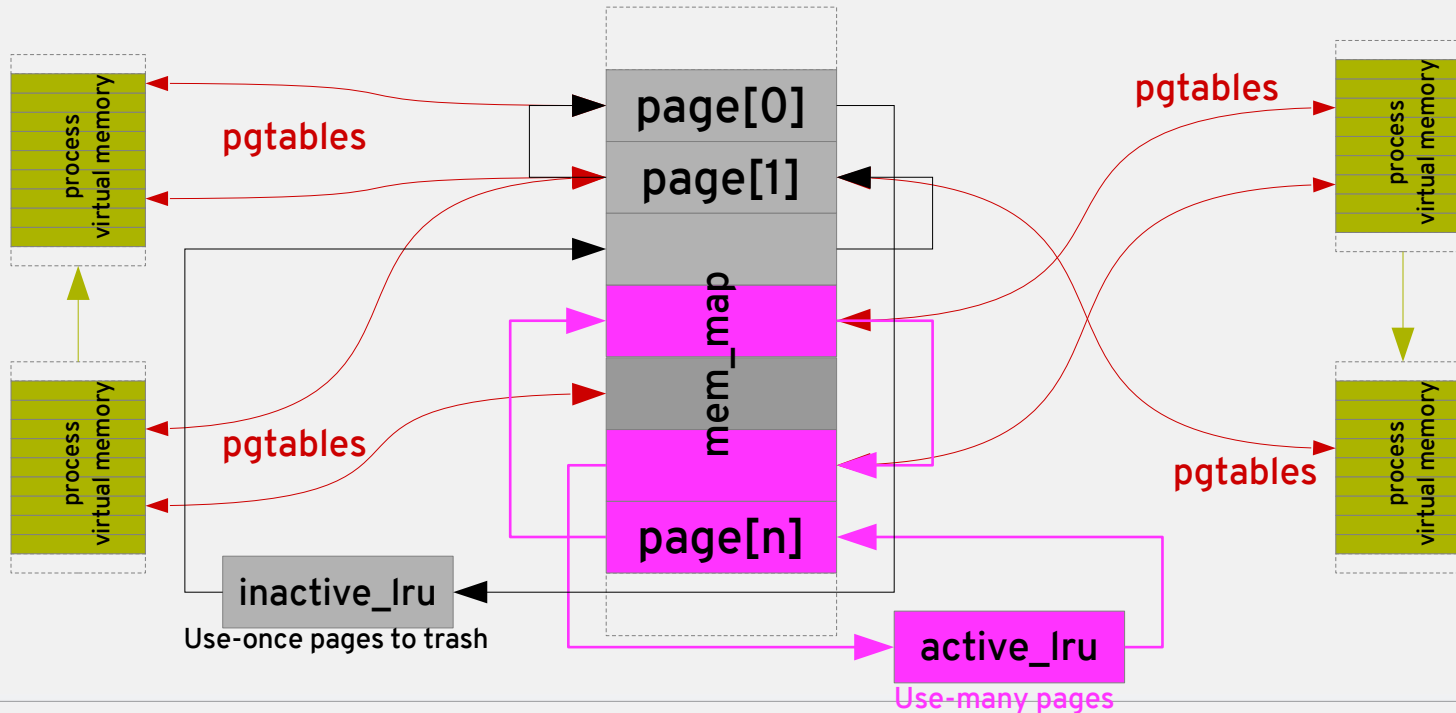 process
virtual memory
pgtables
page[0]
page[1]
mem_map
page[n]
pgtables
process
virtual memory
process
virtual memory
pgtables
pgtables
process
virtual memory
inactive_lru
Use-once pages to trash
active_lru
Use-many pages